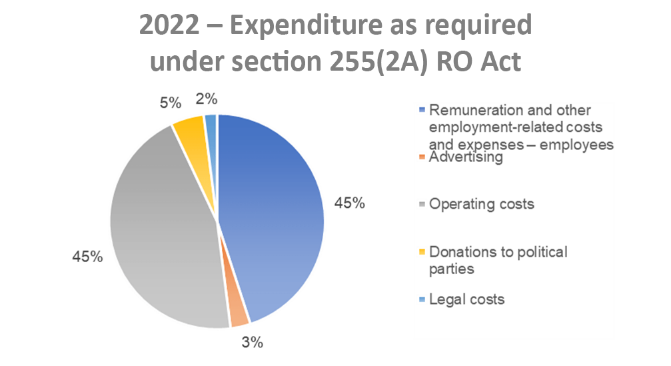 2022 – Expenditure as required
under section 255(2A) RO Act
5%
2%
45%
45%
3%
Remuneration and other
employment-related costs
and expenses – employees
Advertising
Operating costs
Donations to political
parties
Legal costs